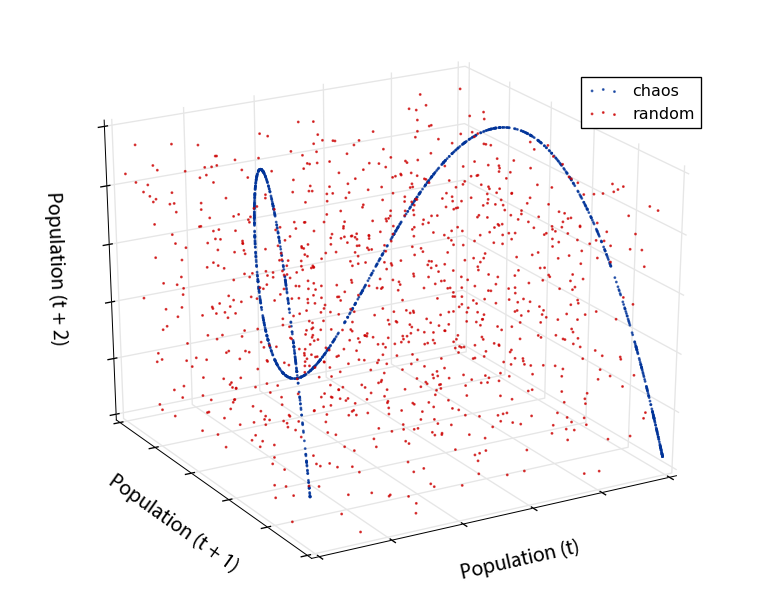 chaos
random
Population (t + 2)
Population (t + 1)
Population (t)